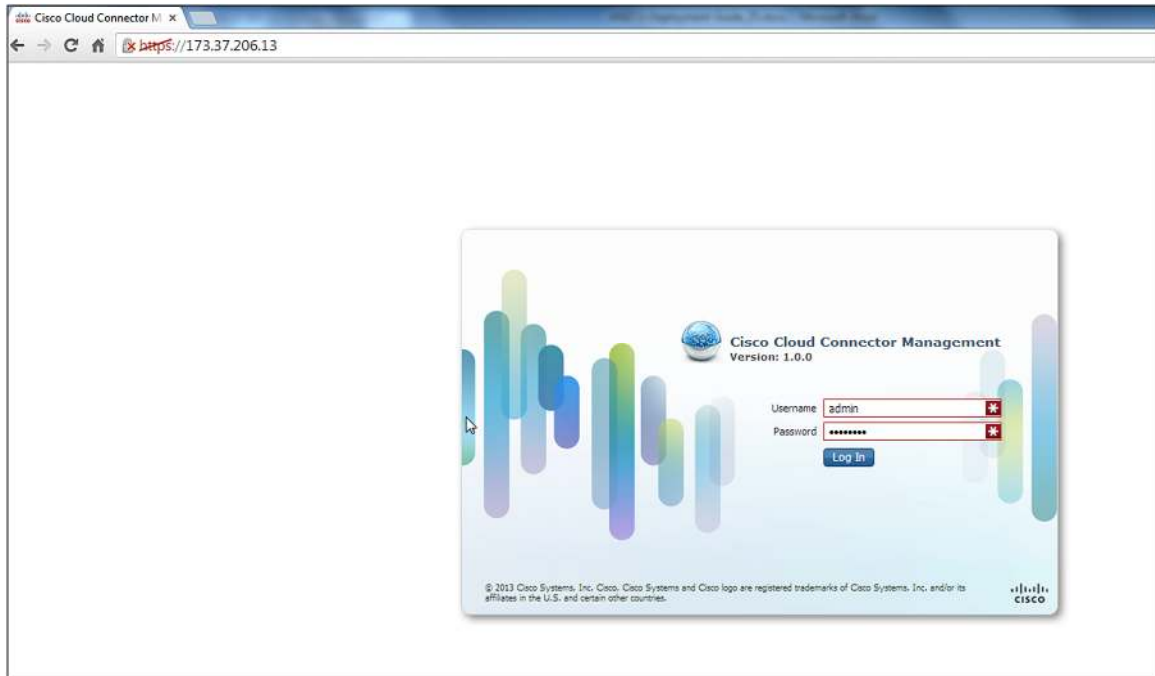 Cisco Cloud Connector M
https://173.37.206.13
Cisco Cloud Connector Management
Version: 1.0.0
Username admin
Password ••••••••
Log In
© 2013 Cisco Systems, Inc. Cisco, Cisco Systems and Cisco logo are registered trademarks of Cisco Systems, Inc. and/or its
affiliates in the U.S. and certain other countries.
CISCO